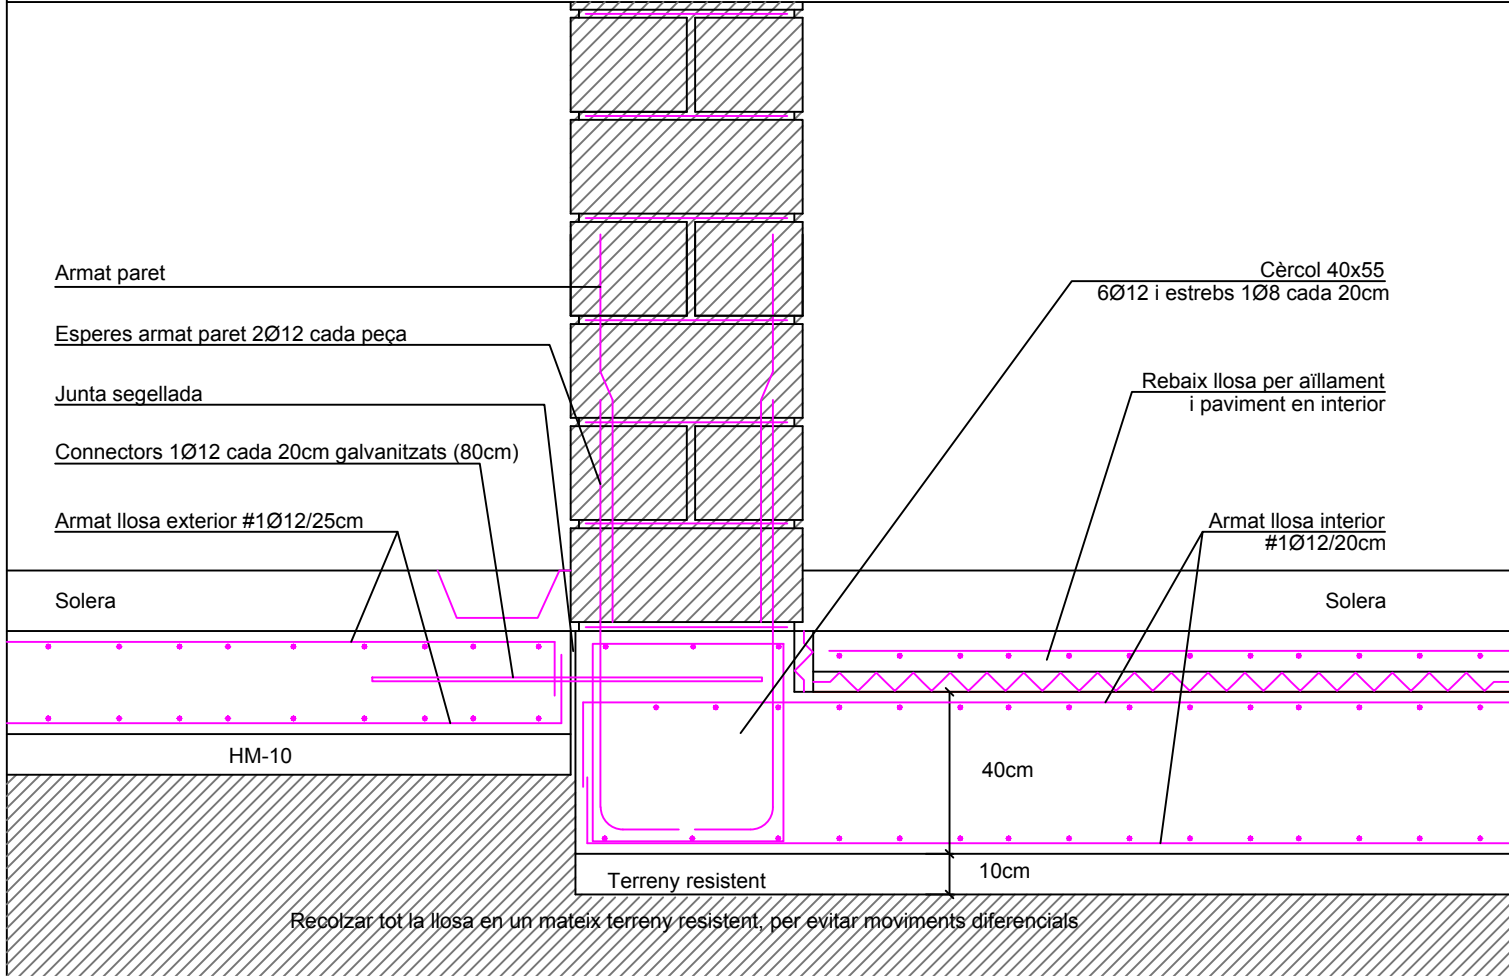 Armat paret
Esperes armat paret 2Ø12 cada peça
Junta segellada
Connectors 1Ø12 cada 20cm galvanitzats (80cm)
Armat llosa exterior #1Ø12/25cm
Solera
HM-10
Cèrcol 40x55
6Ø12 i estrebs 1Ø8 cada 20cm
Rebaix llosa per aïllament
i paviment en interior
Armat llosa interior
#1Ø12/20cm
Solera
40cm
10cm
Terreny resistent
Recolzar tot la llosa en un mateix terreny resistent, per evitar moviments diferencials